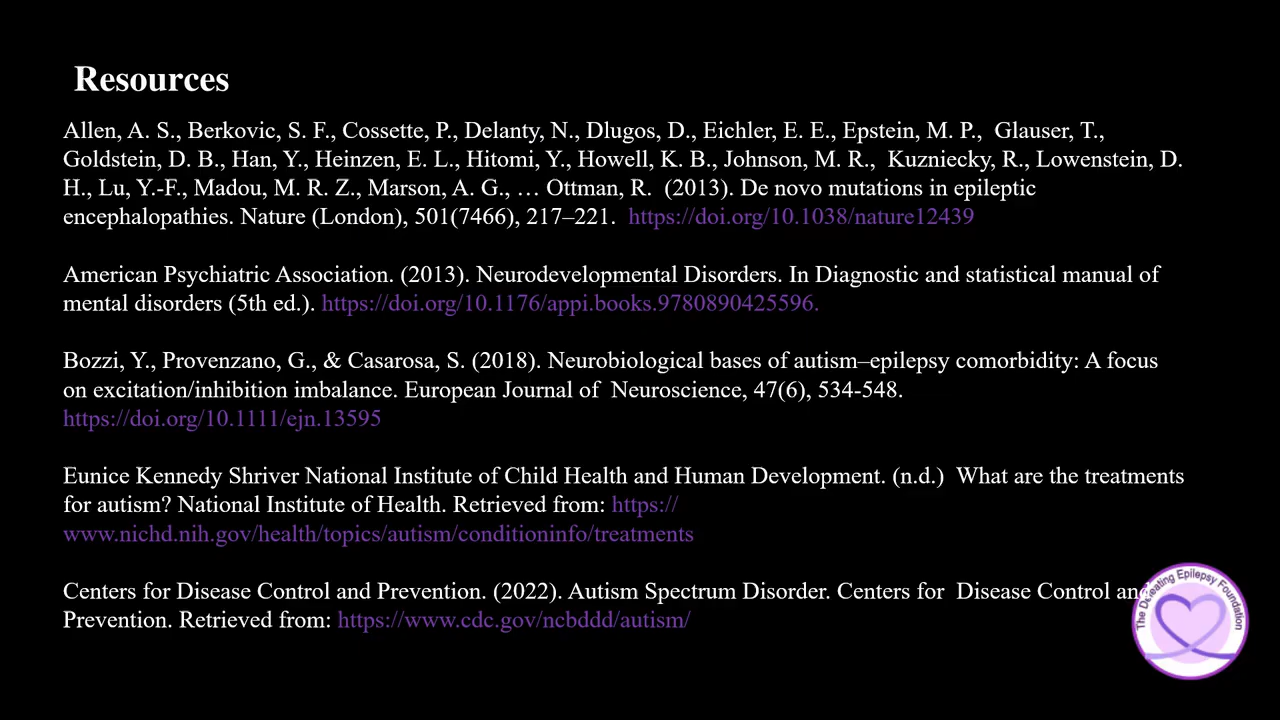 Resources
Allen, A. S., Berkovic, S. F., Cossette, P., Delanty, N., Dlugos, D., Eichler, E. E., Epstein, M. P.,  Glauser, T.,
Goldstein, D. B., Han, Y., Heinzen, E. L., Hitomi, Y., Howell, K. B., Johnson, M. R.,  Kuzniecky, R., Lowenstein, D.
H., Lu, Y.-F., Madou, M. R. Z., Marson, A. G., … Ottman, R.  (2013). De novo mutations in epileptic
encephalopathies. Nature (London), 501(7466), 217–221.  https://doi.org/10.1038/nature12439
American Psychiatric Association. (2013). Neurodevelopmental Disorders. In Diagnostic and statistical manual of
mental disorders (5th ed.). https://doi.org/10.1176/appi.books.9780890425596.
Bozzi, Y., Provenzano, G., & Casarosa, S. (2018). Neurobiological bases of autism–epilepsy comorbidity: A focus
on excitation/inhibition imbalance. European Journal of  Neuroscience, 47(6), 534-548.
https://doi.org/10.1111/ejn.13595
Eunice Kennedy Shriver National Institute of Child Health and Human Development. (n.d.)  What are the treatments
for autism? National Institute of Health. Retrieved from: https://
www.nichd.nih.gov/health/topics/autism/conditioninfo/treatments
Centers for Disease Control and Prevention. (2022). Autism Spectrum Disorder. Centers for  Disease Control and
Prevention. Retrieved from: https://www.cdc.gov/ncbddd/autism/
The Defeating Epilepsy Foundation